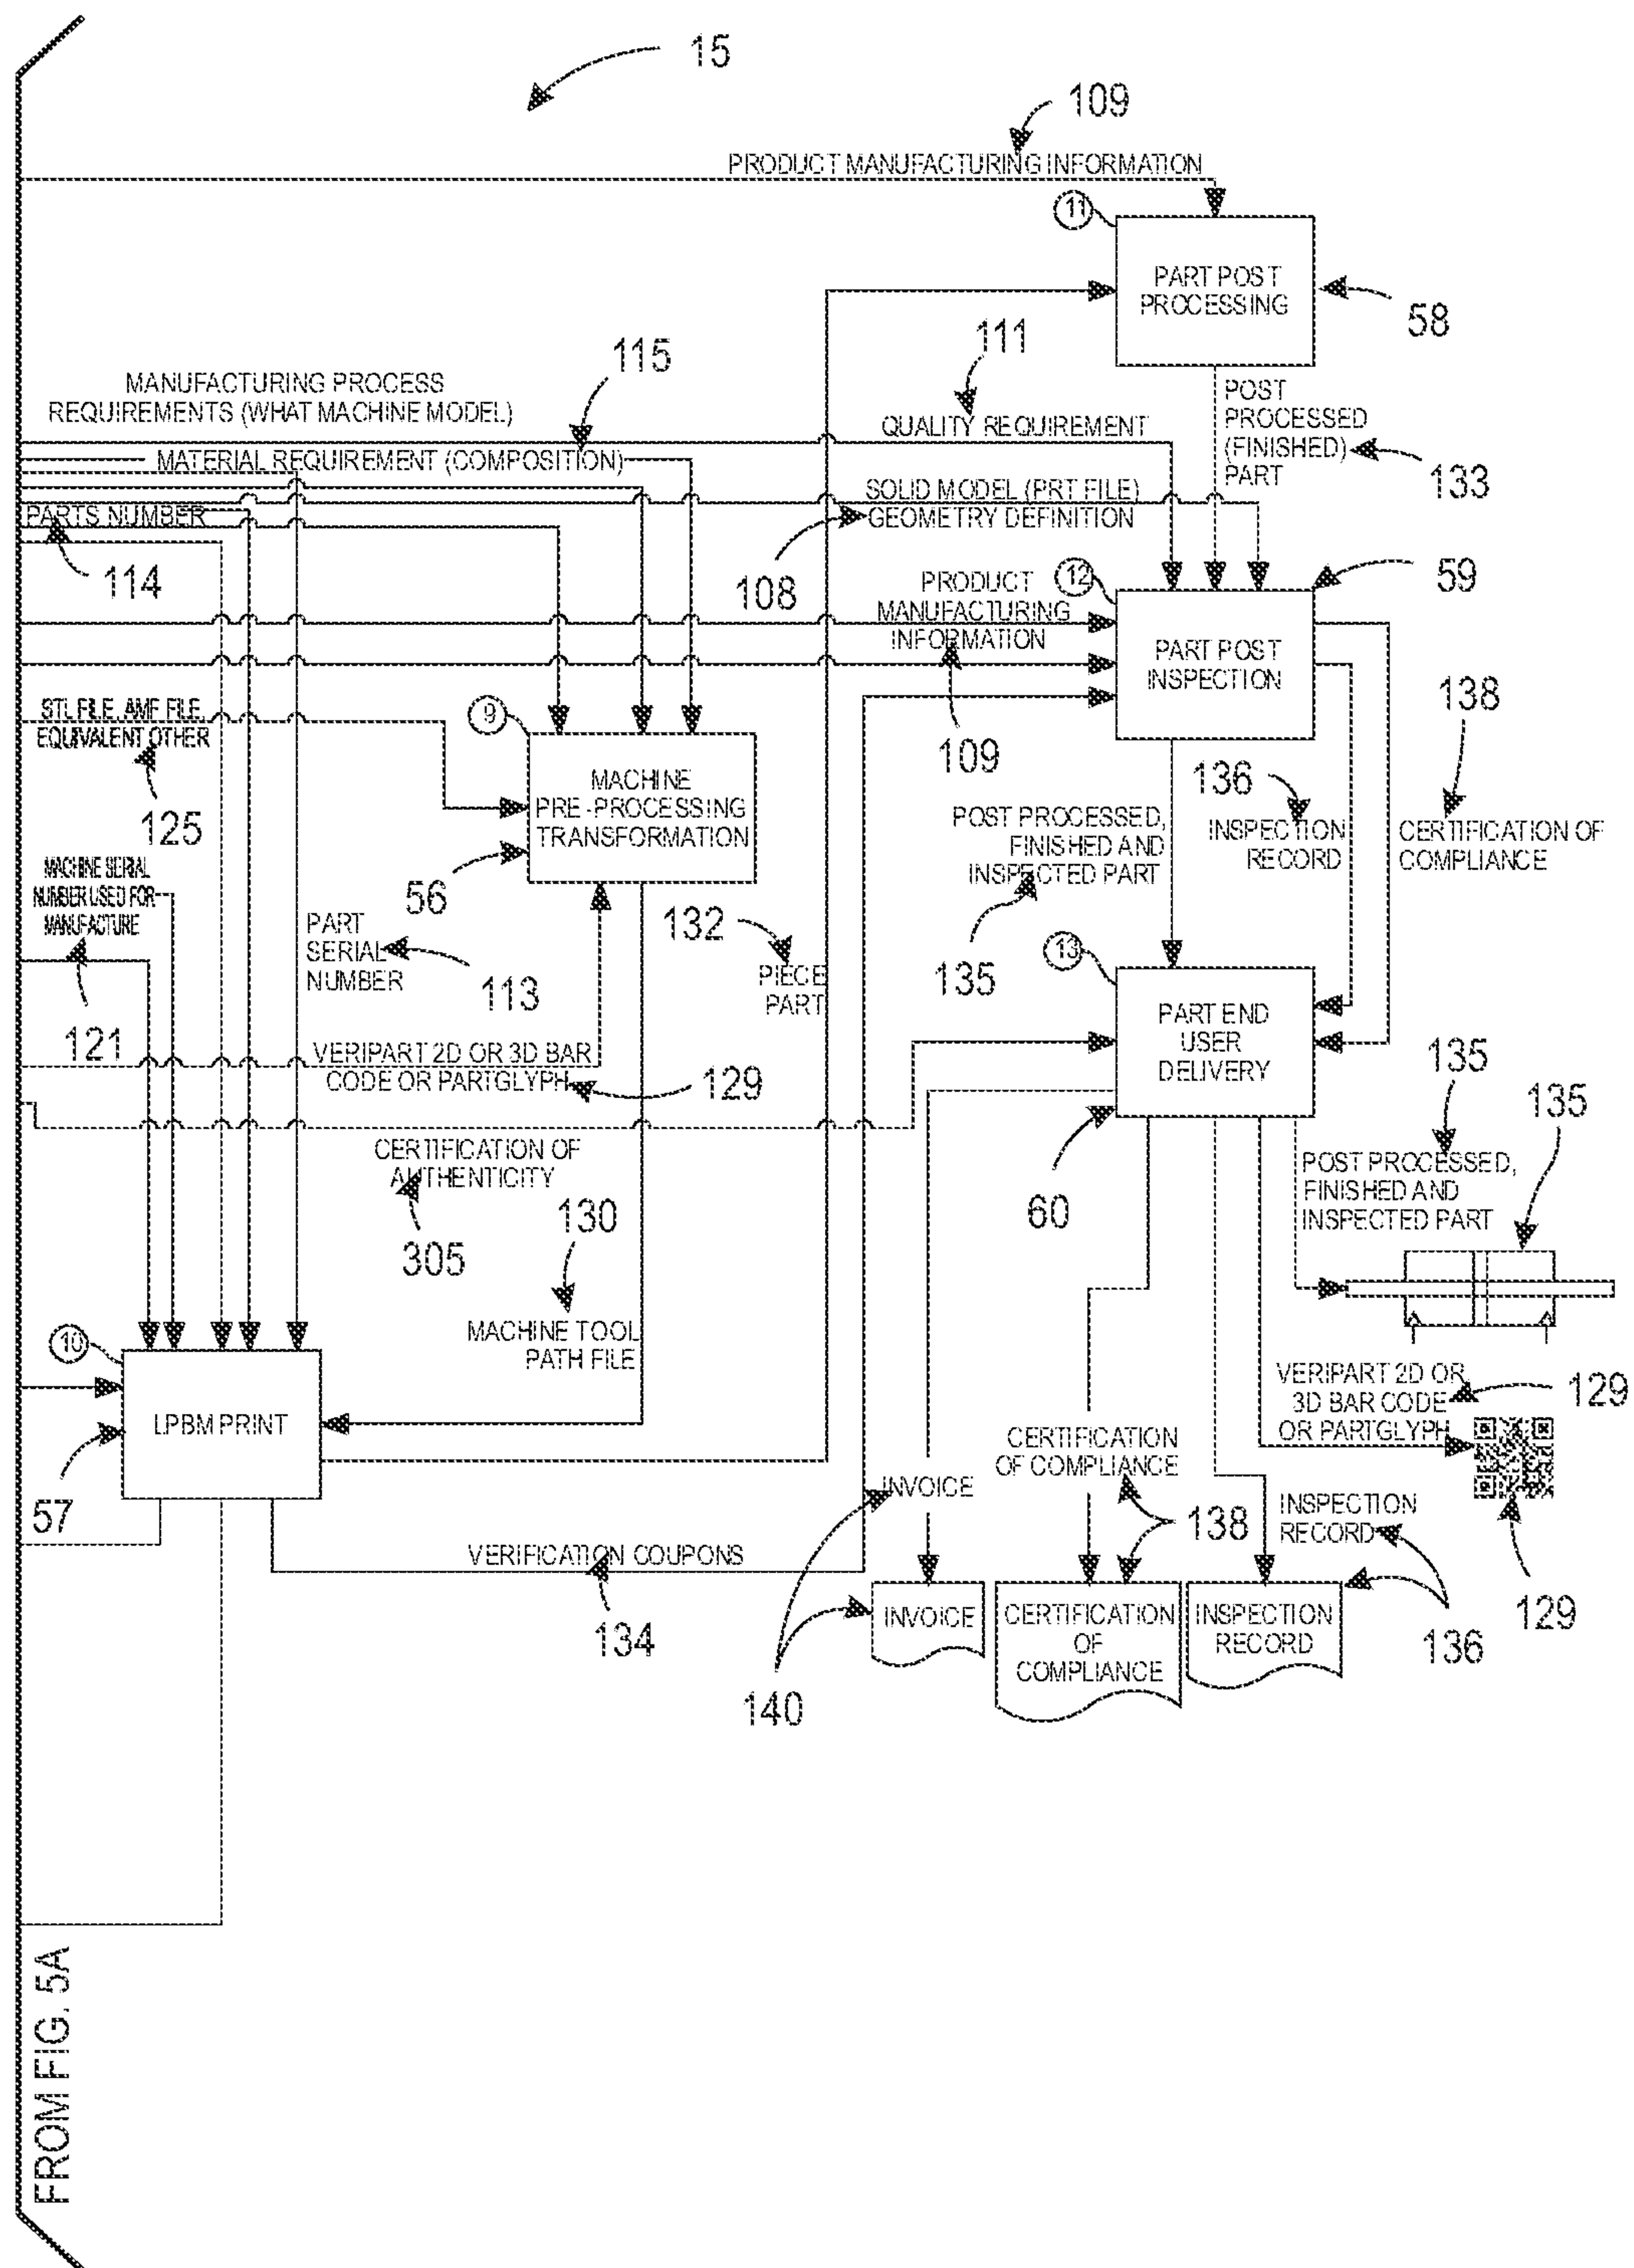 15
109
PRODUCT MANUFACTURING INFORMATION
11
PART POST
PROCESSING
58
111
115
MANUFACTURING PROCESS
REQUIREMENTS (WHAT MACHINE MODEL)
QUALITY REQUIREMENT
POST
PROCESSED
(FINISHED)
PART
133
MATERIAL REQUIREMENT (COMPOSITION)
SOLID MODEL (PRT FILE)
GEOMETRY DEFINITION
PARTS NUMBER
114
108
12
59
PRODUCT
MANUFACTURING
INFORMATION
PART POST
INSPECTION
109
138
STL FILE, AMF FILE,
EQUIVALENT OTHER
125
9
MACHINE
PRE-PROCESSING
TRANSFORMATION
56
136
POST PROCESSED,
FINISHED AND
INSPECTED PART
135
INSPECTION
RECORD
CERTIFICATION OF
COMPLIANCE
MACHINE SERIAL
NUMBER USED FOR
MANUFACTURE
121
PART
SERIAL
NUMBER
113
132
PIECE
PART
13
PART END
USER
DELIVERY
60
VERIPART 2D OR 3D BAR
CODE OR PARTGLYPH
129
135
135
CERTIFICATION OF
AUTHENTICITY
305
POST PROCESSED,
FINISHED AND
INSPECTED PART
130
MACHINE TOOL
PATH FILE
10
LPBM PRINT
57
VERIPART 2D OR
3D BAR CODE
OR PARTGLYPH
129
CERTIFICATION
OF COMPLIANCE
INVOICE
138
INSPECTION
RECORD
129
VERIFICATION COUPONS
134
INVOICE
140
CERTIFICATION
OF
COMPLIANCE
INSPECTION
RECORD
136
FROM FIG. 5A